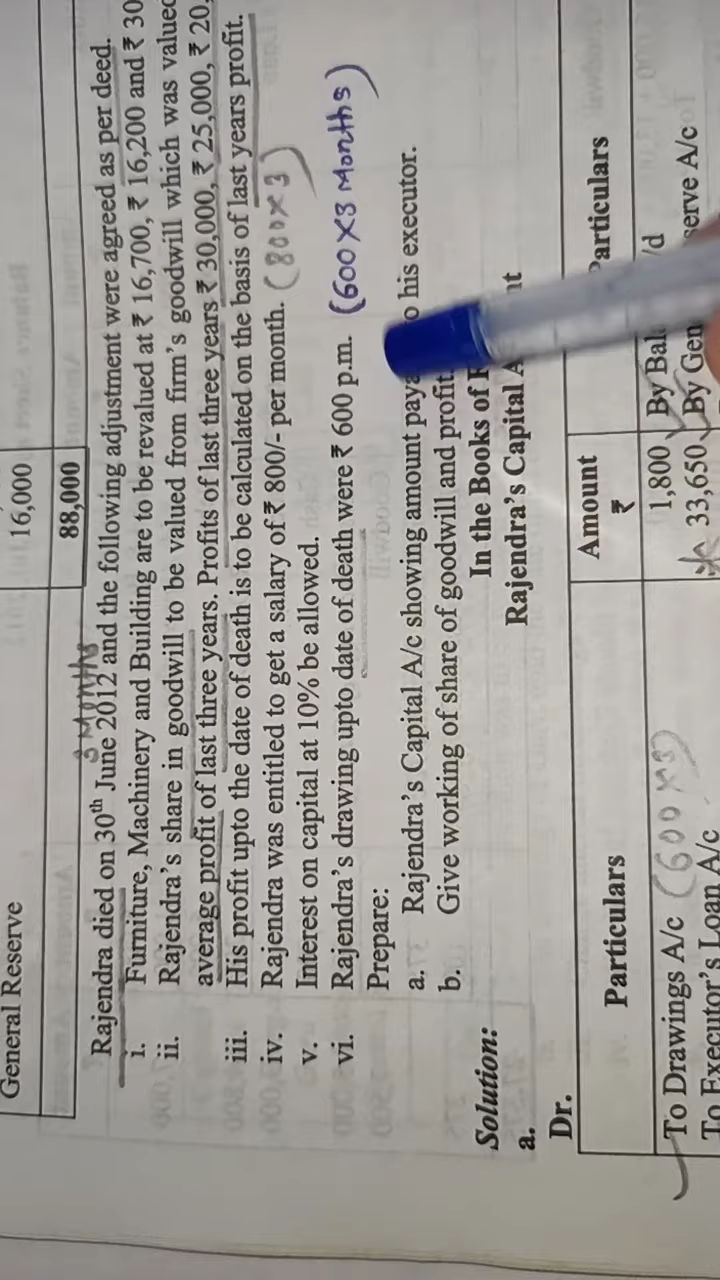 General Reserve 16,000
88,000
3 Months
Rajendra died on 30th June 2012 and the following adjustment were agreed as per deed.
i. Furniture, Machinery and Building are to be revalued at ₹ 16,700, ₹ 16,200 and ₹ 30
ii. Rajendra's share in goodwill to be valued from firm's goodwill which was valued
average profit of last three years. Profits of last three years ₹ 30,000, ₹ 25,000, ₹ 20,
iii. His profit upto the date of death is to be calculated on the basis of last years profit.
iv. Rajendra was entitled to get a salary of ₹ 800/- per month. (800 × 3)
v. Interest on capital at 10% be allowed.
vi. Rajendra's drawing upto date of death were ₹ 600 p.m. (600 × 3 Months)
Prepare:
a. Rajendra's Capital A/c showing amount paya o his executor.
b. Give working of share of goodwill and profit.
Solution:
a. In the Books of
Rajendra's Capital A nt
Dr.
Particulars Amount ₹ Particulars
To Drawings A/c (600 × 3) 1,800 By Bal /d
To Executor's Loan A/c 33,650 By Gen serve A/c